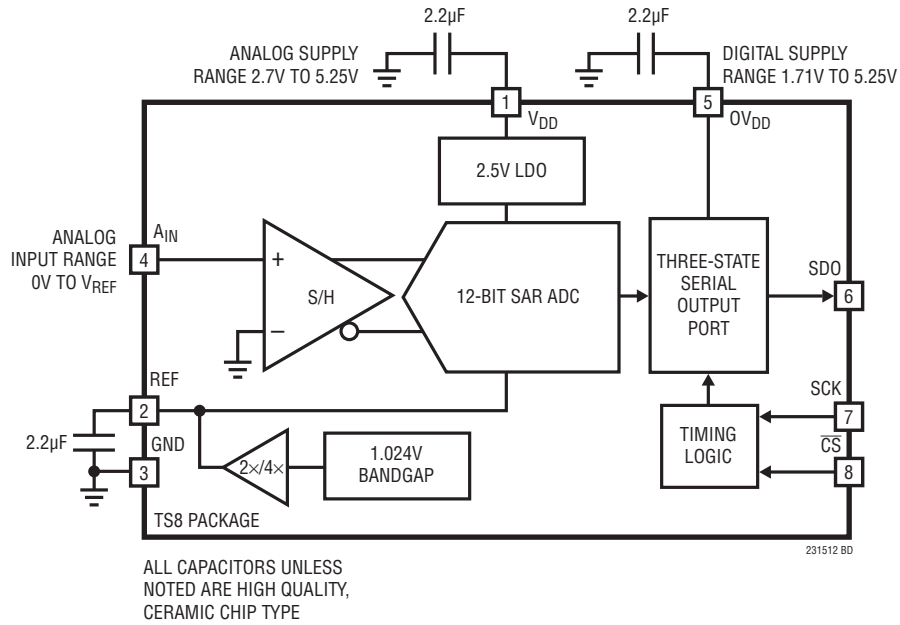 2.2µF
2.2µF
ANALOG SUPPLY
RANGE 2.7V TO 5.25V
DIGITAL SUPPLY
RANGE 1.71V TO 5.25V
1
VDD
5
OVDD
2.5V LDO
ANALOG
INPUT RANGE
0V TO VREF
AIN
4
+
S/H
–
12-BIT SAR ADC
THREE-STATE
SERIAL
OUTPUT
PORT
SDO
6
REF
2
2.2µF
GND
3
2×/4×
1.024V
BANDGAP
TIMING
LOGIC
SCK
7
CS
8
TS8 PACKAGE
231512 BD
ALL CAPACITORS UNLESS
NOTED ARE HIGH QUALITY,
CERAMIC CHIP TYPE